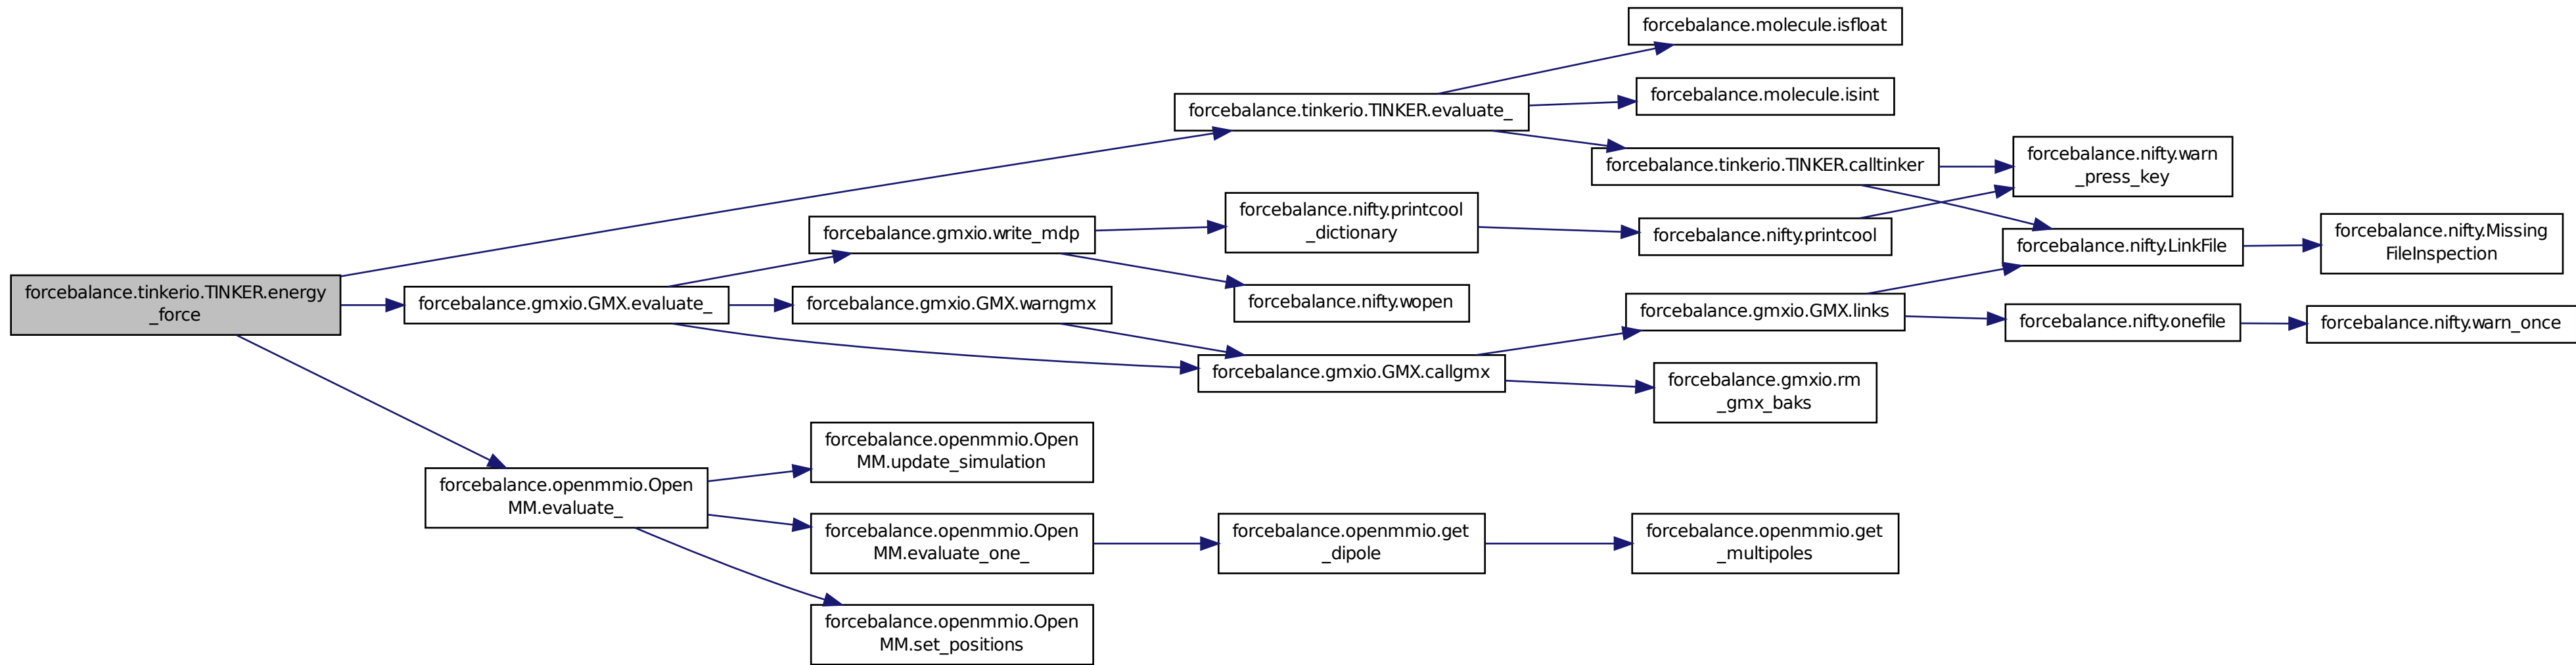 forcebalance.tinkerio.TINKER.energy
_force
forcebalance.tinkerio.TINKER.evaluate_
forcebalance.molecule.isfloat
forcebalance.molecule.isint
forcebalance.tinkerio.TINKER.calltinker
forcebalance.nifty.warn
_press_key
forcebalance.gmxio.GMX.evaluate_
forcebalance.gmxio.write_mdp
forcebalance.nifty.printcool
_dictionary
forcebalance.nifty.printcool
forcebalance.nifty.wopen
forcebalance.gmxio.GMX.warngmx
forcebalance.gmxio.GMX.callgmx
forcebalance.gmxio.GMX.links
forcebalance.gmxio.rm
_gmx_baks
forcebalance.nifty.LinkFile
forcebalance.nifty.Missing
FileInspection
forcebalance.nifty.onefile
forcebalance.nifty.warn_once
forcebalance.openmmio.Open
MM.evaluate_
forcebalance.openmmio.Open
MM.update_simulation
forcebalance.openmmio.Open
MM.evaluate_one_
forcebalance.openmmio.get
_dipole
forcebalance.openmmio.get
_multipoles
forcebalance.openmmio.Open
MM.set_positions